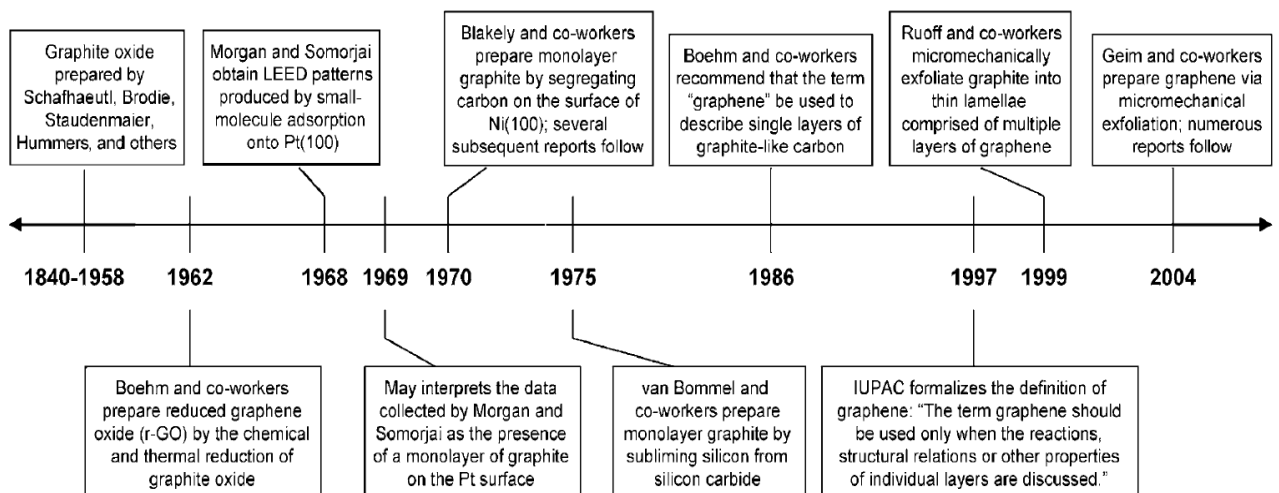 Graphite oxide
prepared by
Schafhaeutl, Brodie,
Staudenmaier,
Hummers, and others
Morgan and Somorjai
obtain LEED patterns
produced by small-
molecule adsorption
onto Pt(100)
Blakely and co-workers
prepare monolayer
graphite by segregating
carbon on the surface of
Ni(100); several
subsequent reports follow
Boehm and co-workers
recommend that the term
“graphene” be used to
describe single layers of
graphite-like carbon
Ruoff and co-workers
micromechanically
exfoliate graphite into
thin lamellae
comprised of multiple
layers of graphene
Geim and co-workers
prepare graphene via
micromechanical
exfoliation; numerous
reports follow
1840-1958
1962
1968
1969
1970
1975
1986
1997
1999
2004
Boehm and co-workers
prepare reduced graphene
oxide (r-GO) by the chemical
and thermal reduction of
graphite oxide
May interprets the data
collected by Morgan and
Somorjai as the presence
of a monolayer of graphite
on the Pt surface
van Bommel and
co-workers prepare
monolayer graphite by
subliming silicon from
silicon carbide
IUPAC formalizes the definition of
graphene: “The term graphene should
be used only when the reactions,
structural relations or other properties
of individual layers are discussed.”